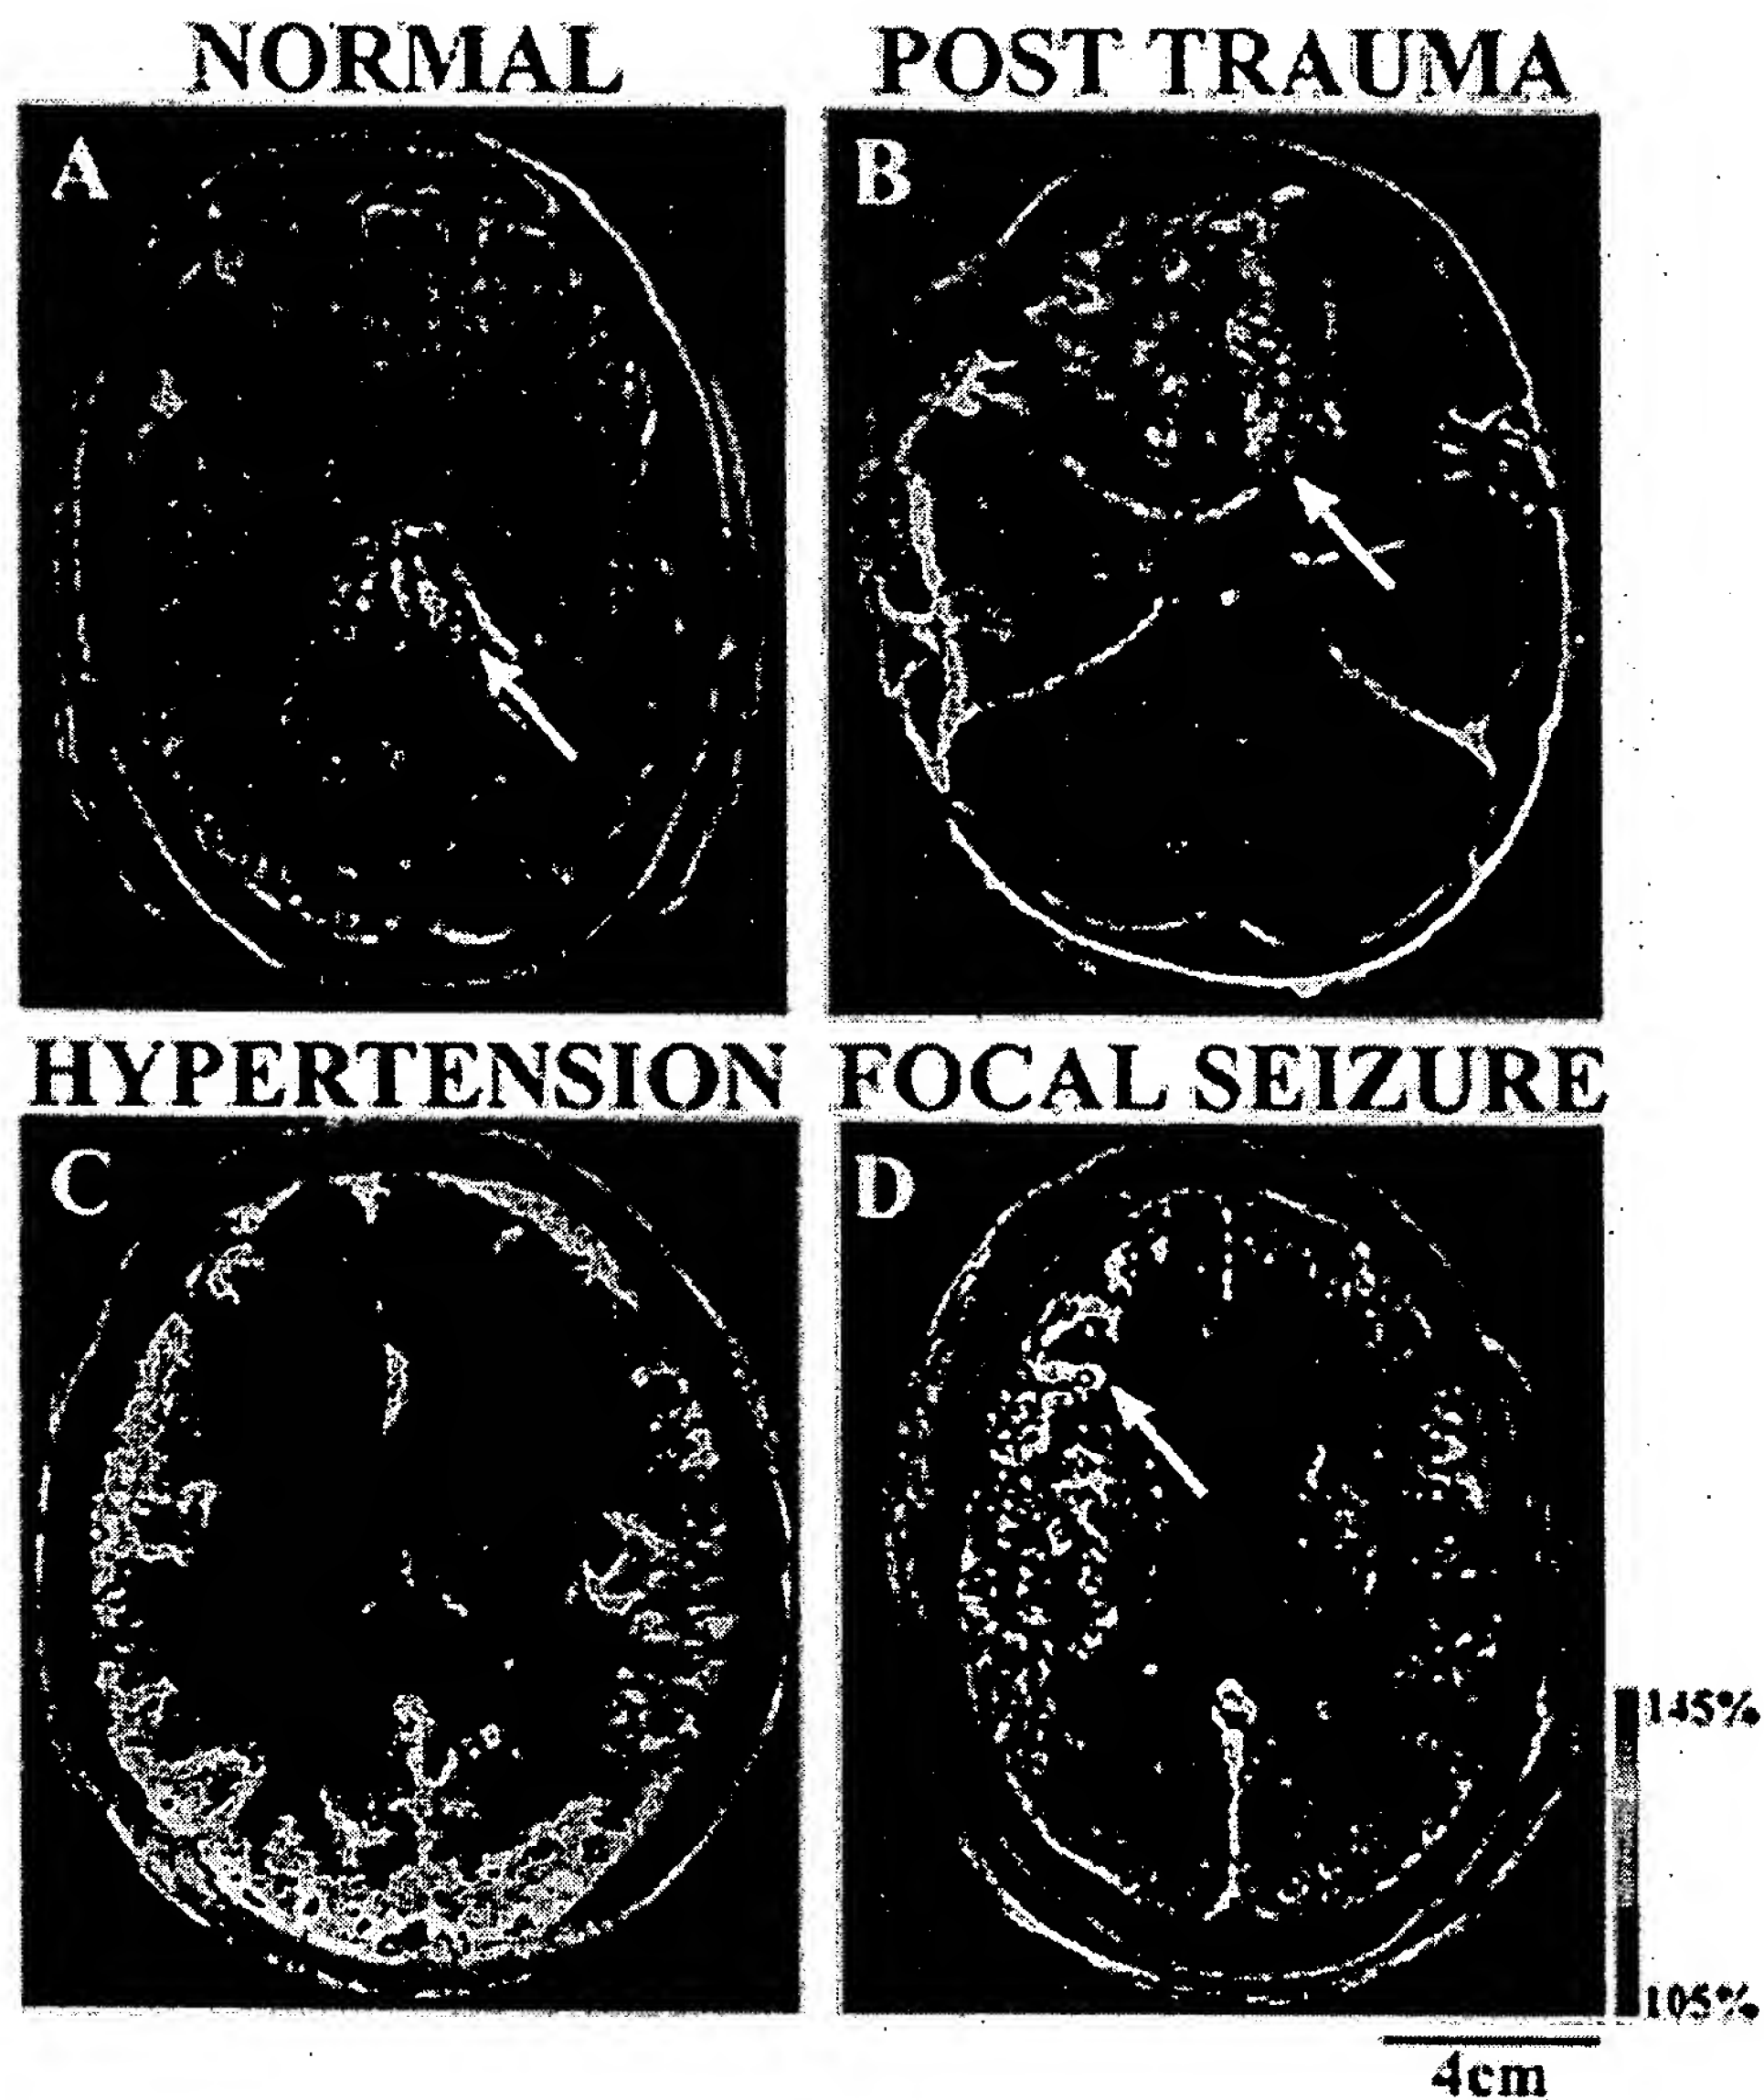 NORMAL
POST TRAUMA
A
B
HYPERTENSION
FOCAL SEIZURE
C
D
145%
105%
4cm